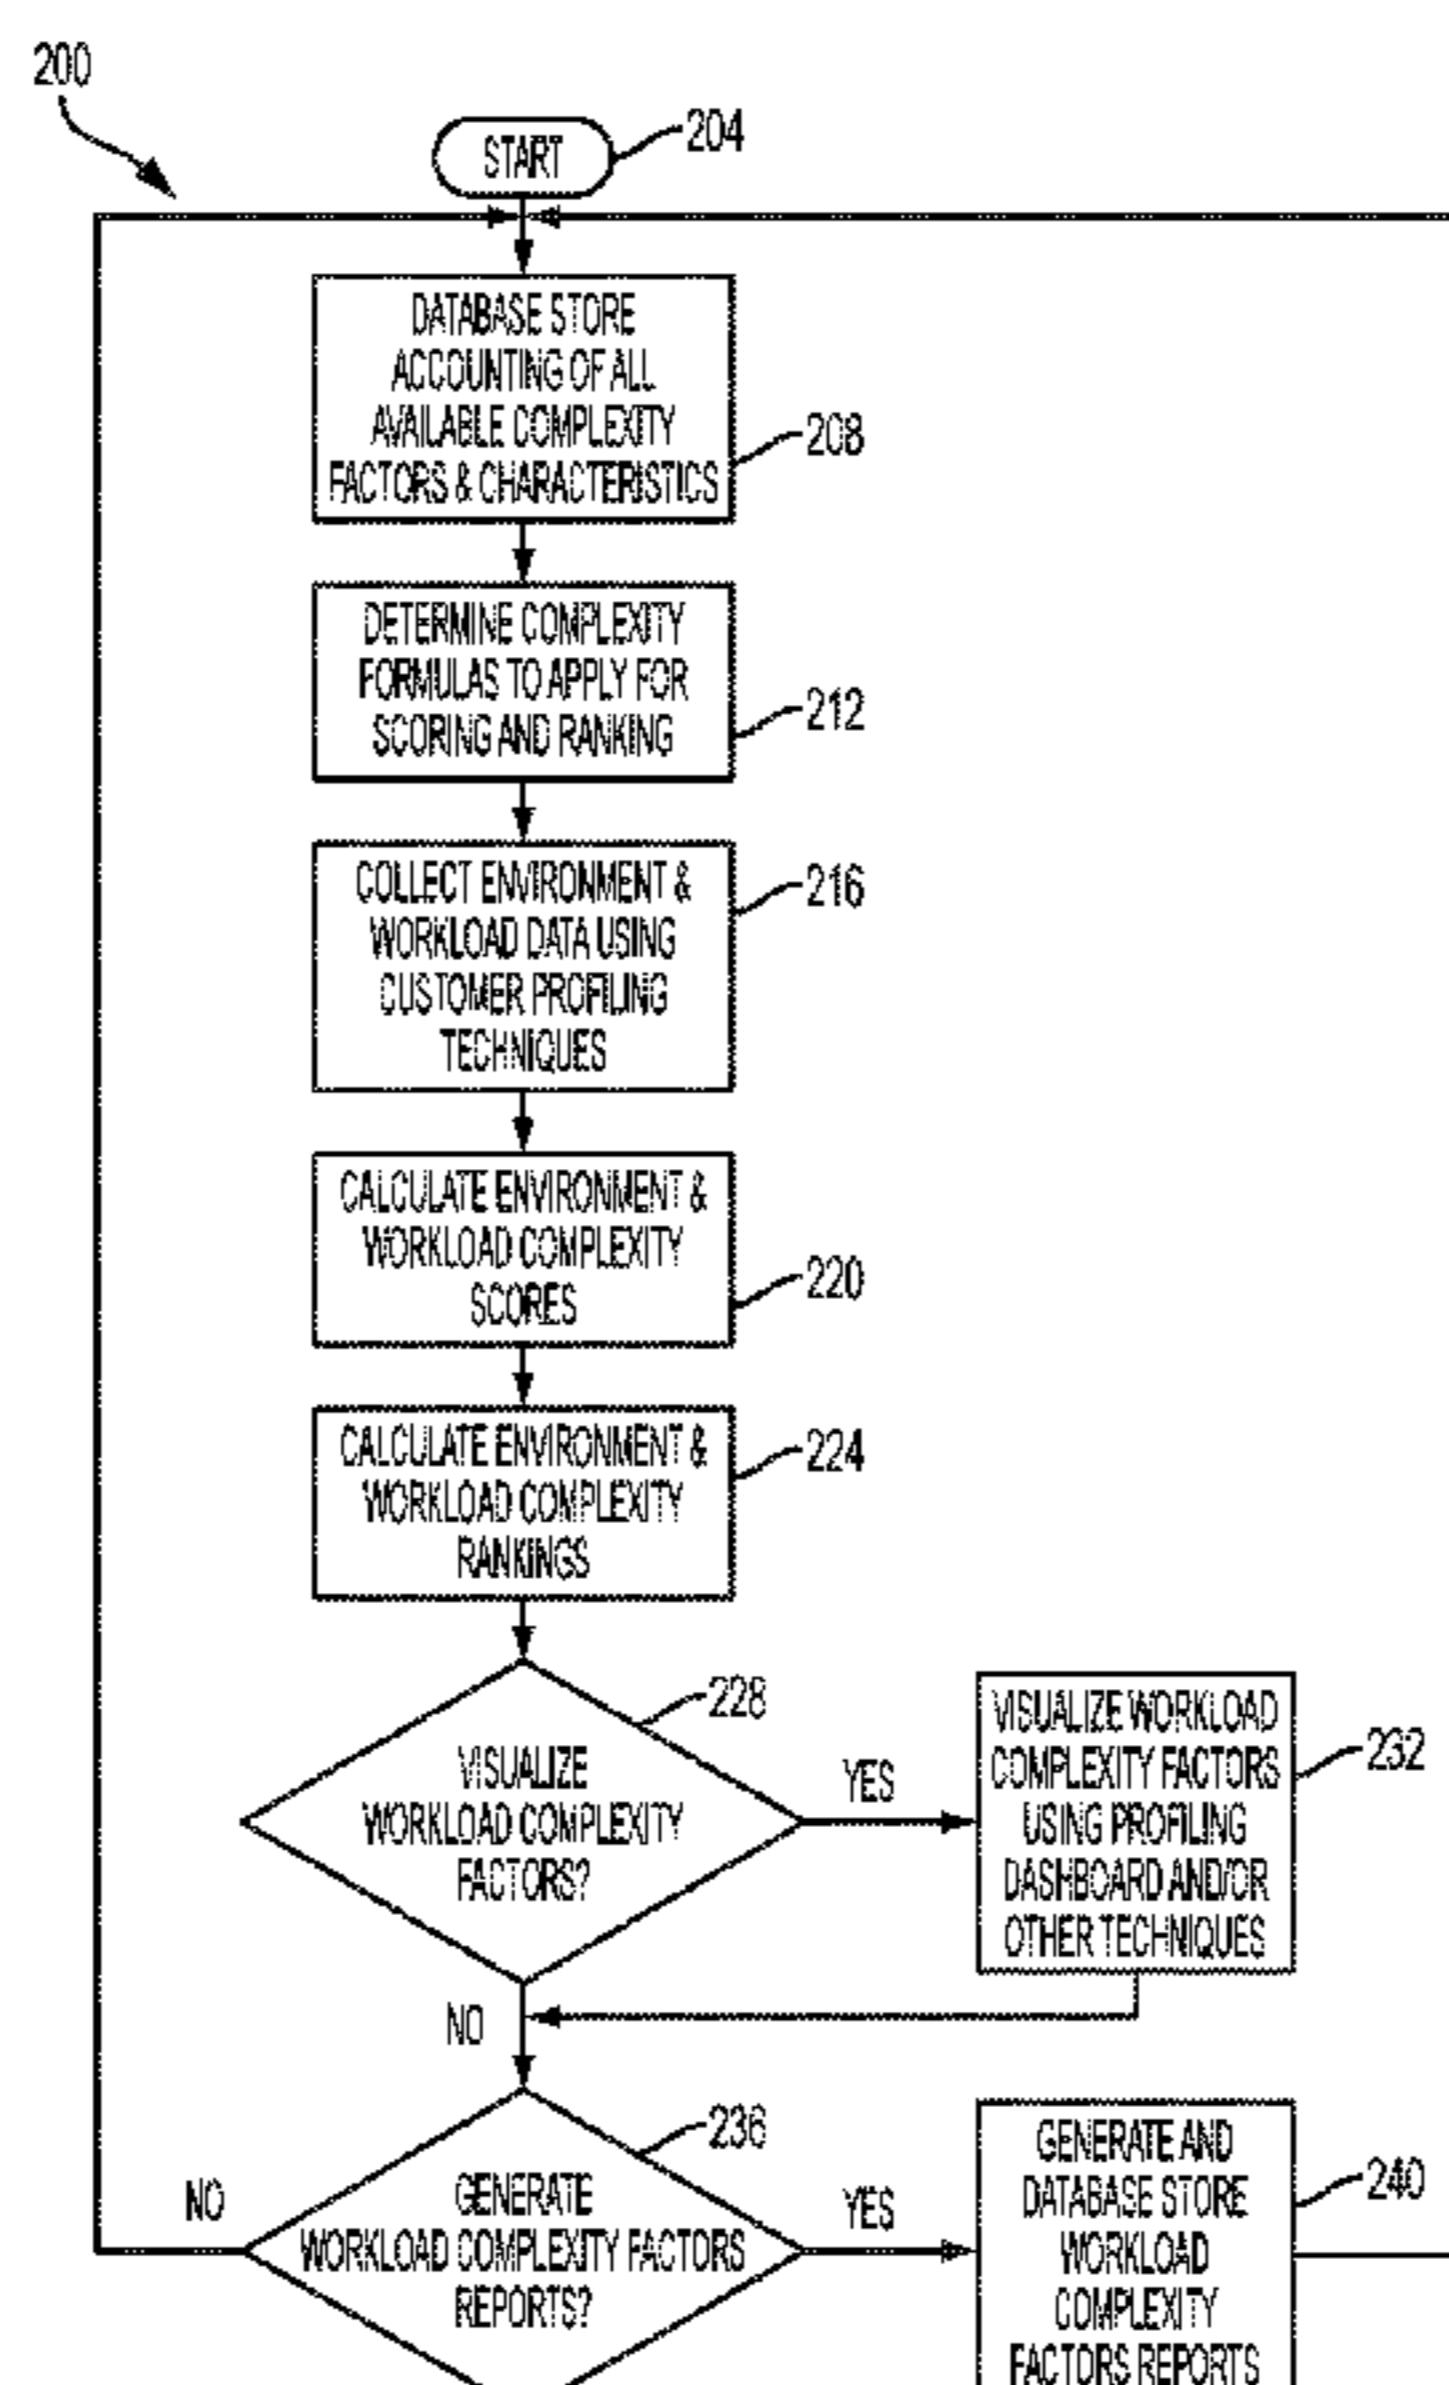 200
START
204
DATABASE STORE
ACCOUNTING OF ALL
AVAILABLE COMPLEXITY
FACTORS & CHARACTERISTICS
208
DETERMINE COMPLEXITY
FORMULAS TO APPLY FOR
SCORING AND RANKING
212
COLLECT ENVIRONMENT &
WORKLOAD DATA USING
CUSTOMER PROFILING
TECHNIQUES
216
CALCULATE ENVIRONMENT &
WORKLOAD COMPLEXITY
SCORES
220
CALCULATE ENVIRONMENT &
WORKLOAD COMPLEXITY
RANKINGS
224
VISUALIZE
WORKLOAD COMPLEXITY
FACTORS?
228
YES
VISUALIZE WORKLOAD
COMPLEXITY FACTORS
USING PROFILING
DASHBOARD AND/OR
OTHER TECHNIQUES
232
NO
GENERATE
WORKLOAD COMPLEXITY FACTORS
REPORTS?
236
NO
YES
GENERATE AND
DATABASE STORE
WORKLOAD
COMPLEXITY
FACTORS REPORTS
240